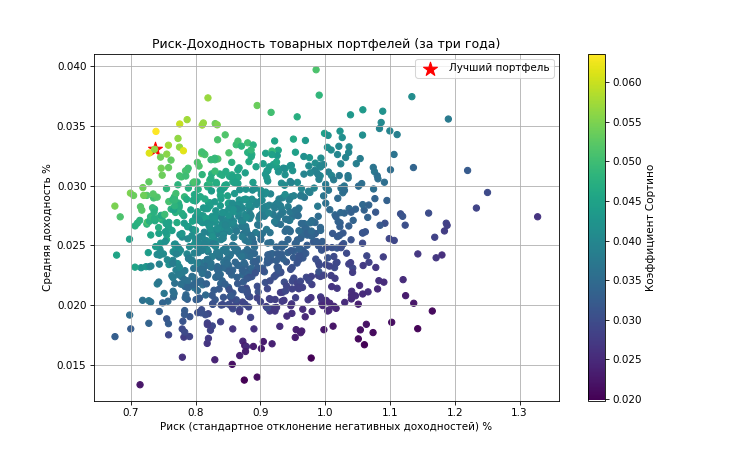 Риск-Доходность товарных портфелей (за три года)
Лучший портфель
Средняя доходность %
0.040
0.035
0.030
0.025
0.020
0.015
0.7 0.8 0.9 1.0 1.1 1.2 1.3
Риск (стандартное отклонение негативных доходностей) %
0.060
0.055
0.050
0.045
0.040
0.035
0.030
0.025
0.020
Коэффициент Сортино